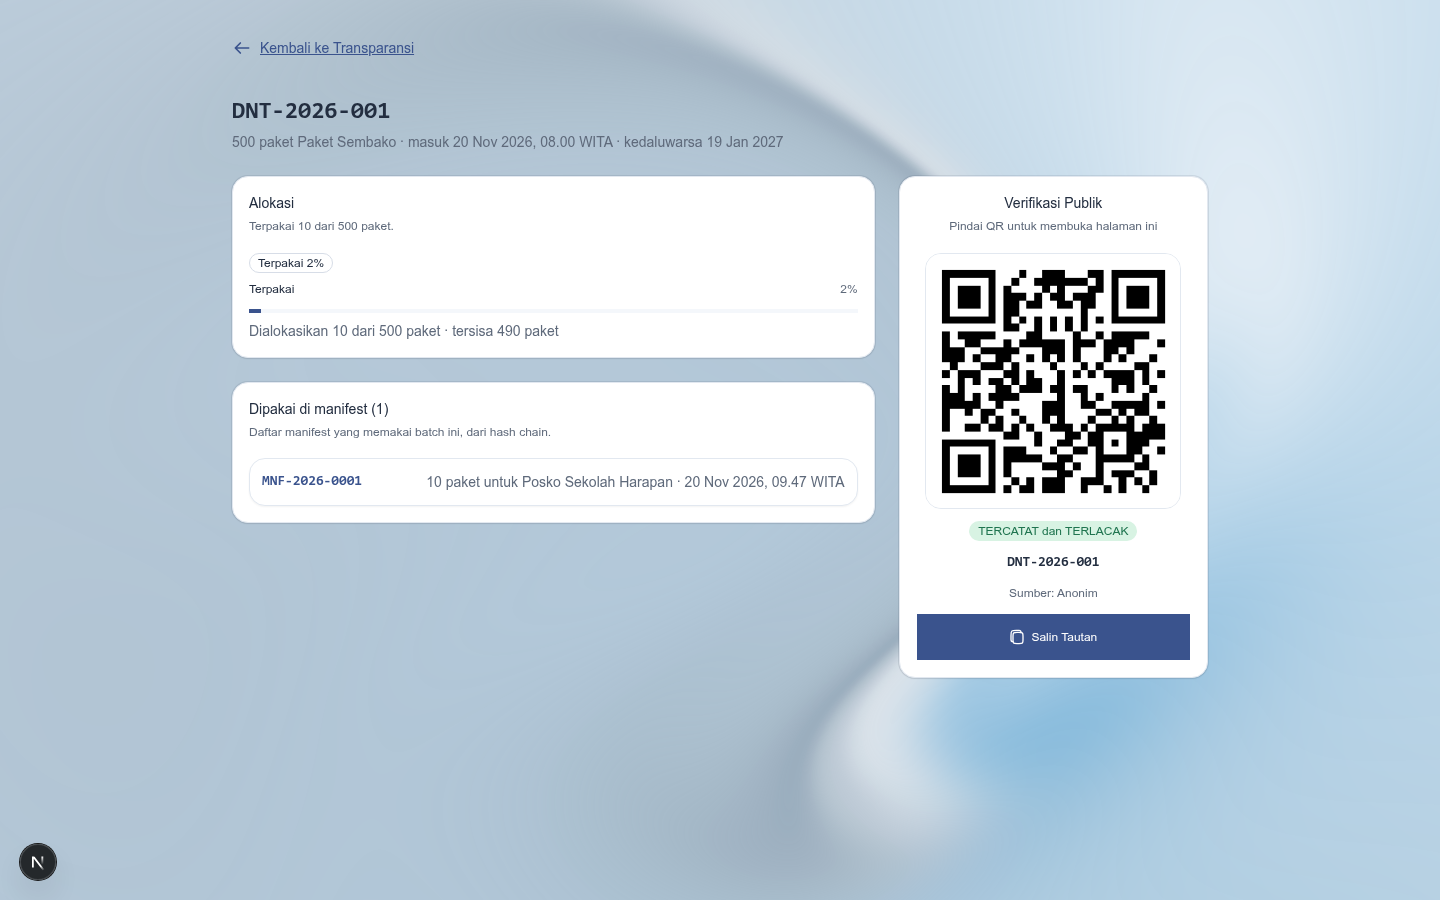 Kembali ke Transparansi
DNT-2026-001
500 paket Paket Sembako · masuk 20 Nov 2026, 08.00 WITA · kedaluwarsa 19 Jan 2027
Alokasi
Terpakai 10 dari 500 paket.
Terpakai 2%
Terpakai 2%
Dialokasikan 10 dari 500 paket · tersisa 490 paket
Dipakai di manifest (1)
Daftar manifest yang memakai batch ini, dari hash chain.
MNF-2026-0001 10 paket untuk Posko Sekolah Harapan · 20 Nov 2026, 09.47 WITA
Verifikasi Publik
Pindai QR untuk membuka halaman ini
TERCATAT dan TERLACAK
DNT-2026-001
Sumber: Anonim
Salin Tautan
N